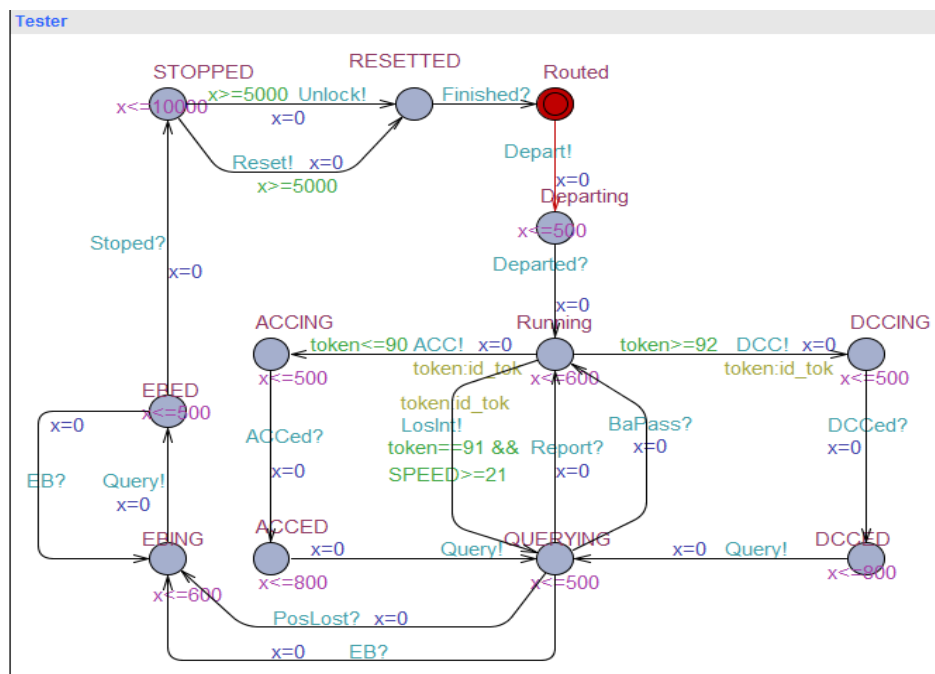 Tester
STOPPED
RESETTED
Routed
x<=10000
x>=5000 Unlock!
x=0
Finished?
Reset! x=0
x>=5000
Depart!
x=0
Departing
x<=500
Stoped?
x=0
Departed?
x=0
ACCING
Running
DCCING
token<=90 ACC! x=0
token:id_tok
token>=92 DCC! x=0
token:id_tok
x<=500
x<=600
x<=500
EBED
x<=500
x=0
EB?
Query!
x=0
ACCed?
x=0
token:id_tok
LosInt!
token==91 &&
SPEED>=21
Report?
x=0
BaPass?
x=0
DCCed?
x=0
EBING
ACCED
QUERYING
DCCED
x=0 Query!
x=0 Query!
x<=600
x<=800
x<=500
x<=800
PosLost? x=0
x=0 EB?